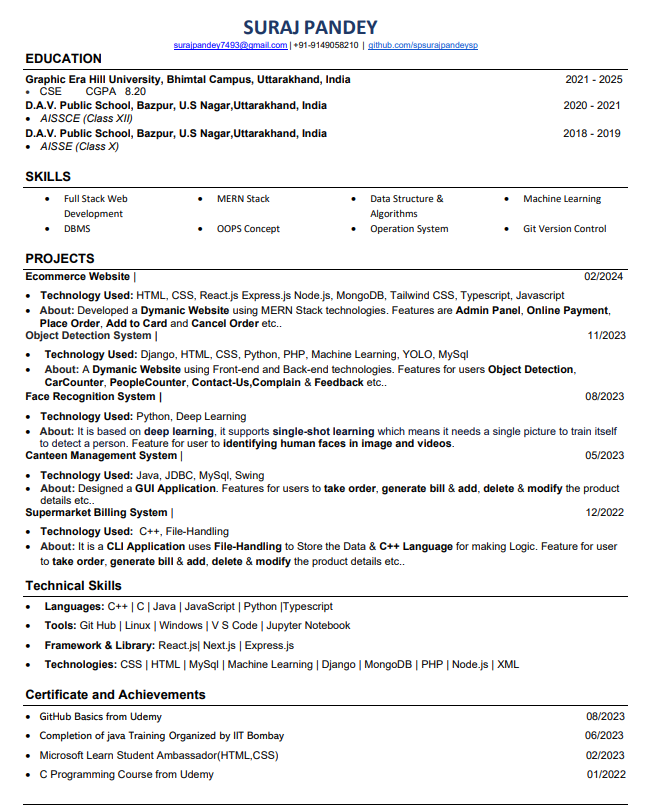 SURAJ PANDEY
surajpandey7493@gmail.com | +91-9149058210 | github.com/spsurajpandeysp
EDUCATION
Graphic Era Hill University, Bhimtal Campus, Uttarakhand, India 2021 - 2025
• CSE CGPA 8.20
D.A.V. Public School, Bazpur, U.S Nagar,Uttarakhand, India 2020 - 2021
• AISSCE (Class XII)
D.A.V. Public School, Bazpur, U.S Nagar,Uttarakhand, India 2018 - 2019
• AISSE (Class X)
SKILLS
• Full Stack Web Development • MERN Stack • Data Structure & Algorithms • Machine Learning
• DBMS • OOPS Concept • Operation System • Git Version Control
PROJECTS
Ecommerce Website | 02/2024
• Technology Used: HTML, CSS, React.js Express.js Node.js, MongoDB, Tailwind CSS, Typescript, Javascript
• About: Developed a Dymanic Website using MERN Stack technologies. Features are Admin Panel, Online Payment,
Place Order, Add to Card and Cancel Order etc..
Object Detection System | 11/2023
• Technology Used: Django, HTML, CSS, Python, PHP, Machine Learning, YOLO, MySql
• About: A Dymanic Website using Front-end and Back-end technologies. Features for users Object Detection,
CarCounter, PeopleCounter, Contact-Us,Complain & Feedback etc..
Face Recognition System | 08/2023
• Technology Used: Python, Deep Learning
• About: It is based on deep learning, it supports single-shot learning which means it needs a single picture to train itself
to detect a person. Feature for user to identifying human faces in image and videos.
Canteen Management System | 05/2023
• Technology Used: Java, JDBC, MySql, Swing
• About: Designed a GUI Application. Features for users to take order, generate bill & add, delete & modify the product
details etc..
Supermarket Billing System | 12/2022
• Technology Used: C++, File-Handling
• About: It is a CLI Application uses File-Handling to Store the Data & C++ Language for making Logic. Feature for user
to take order, generate bill & add, delete & modify the product details etc..
Technical Skills
• Languages: C++ | C | Java | JavaScript | Python |Typescript
• Tools: Git Hub | Linux | Windows | V S Code | Jupyter Notebook
• Framework & Library: React.js| Next.js | Express.js
• Technologies: CSS | HTML | MySql | Machine Learning | Django | MongoDB | PHP | Node.js | XML
Certificate and Achievements
• GitHub Basics from Udemy 08/2023
• Completion of java Training Organized by IIT Bombay 06/2023
• Microsoft Learn Student Ambassador(HTML,CSS) 02/2023
• C Programming Course from Udemy 01/2022